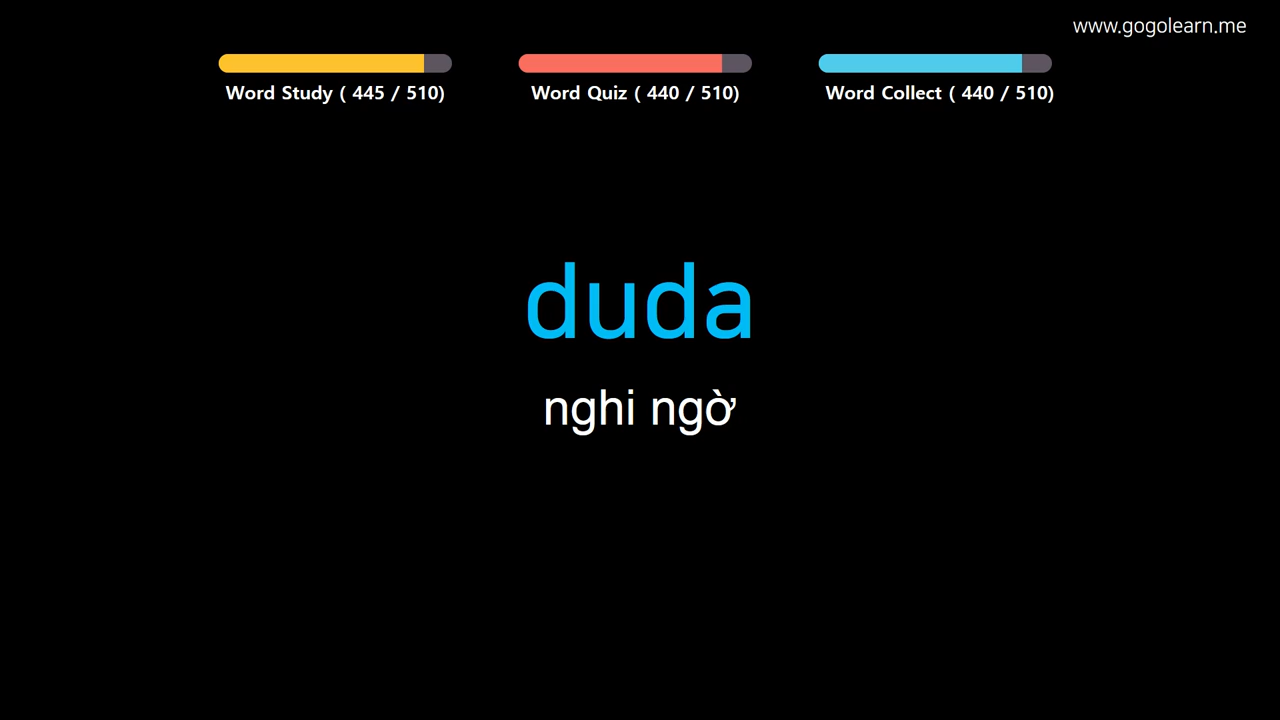 www.gogolearn.me
Word Study ( 445 / 510)
Word Quiz ( 440 / 510)
Word Collect ( 440 / 510)
duda
nghi ngờ